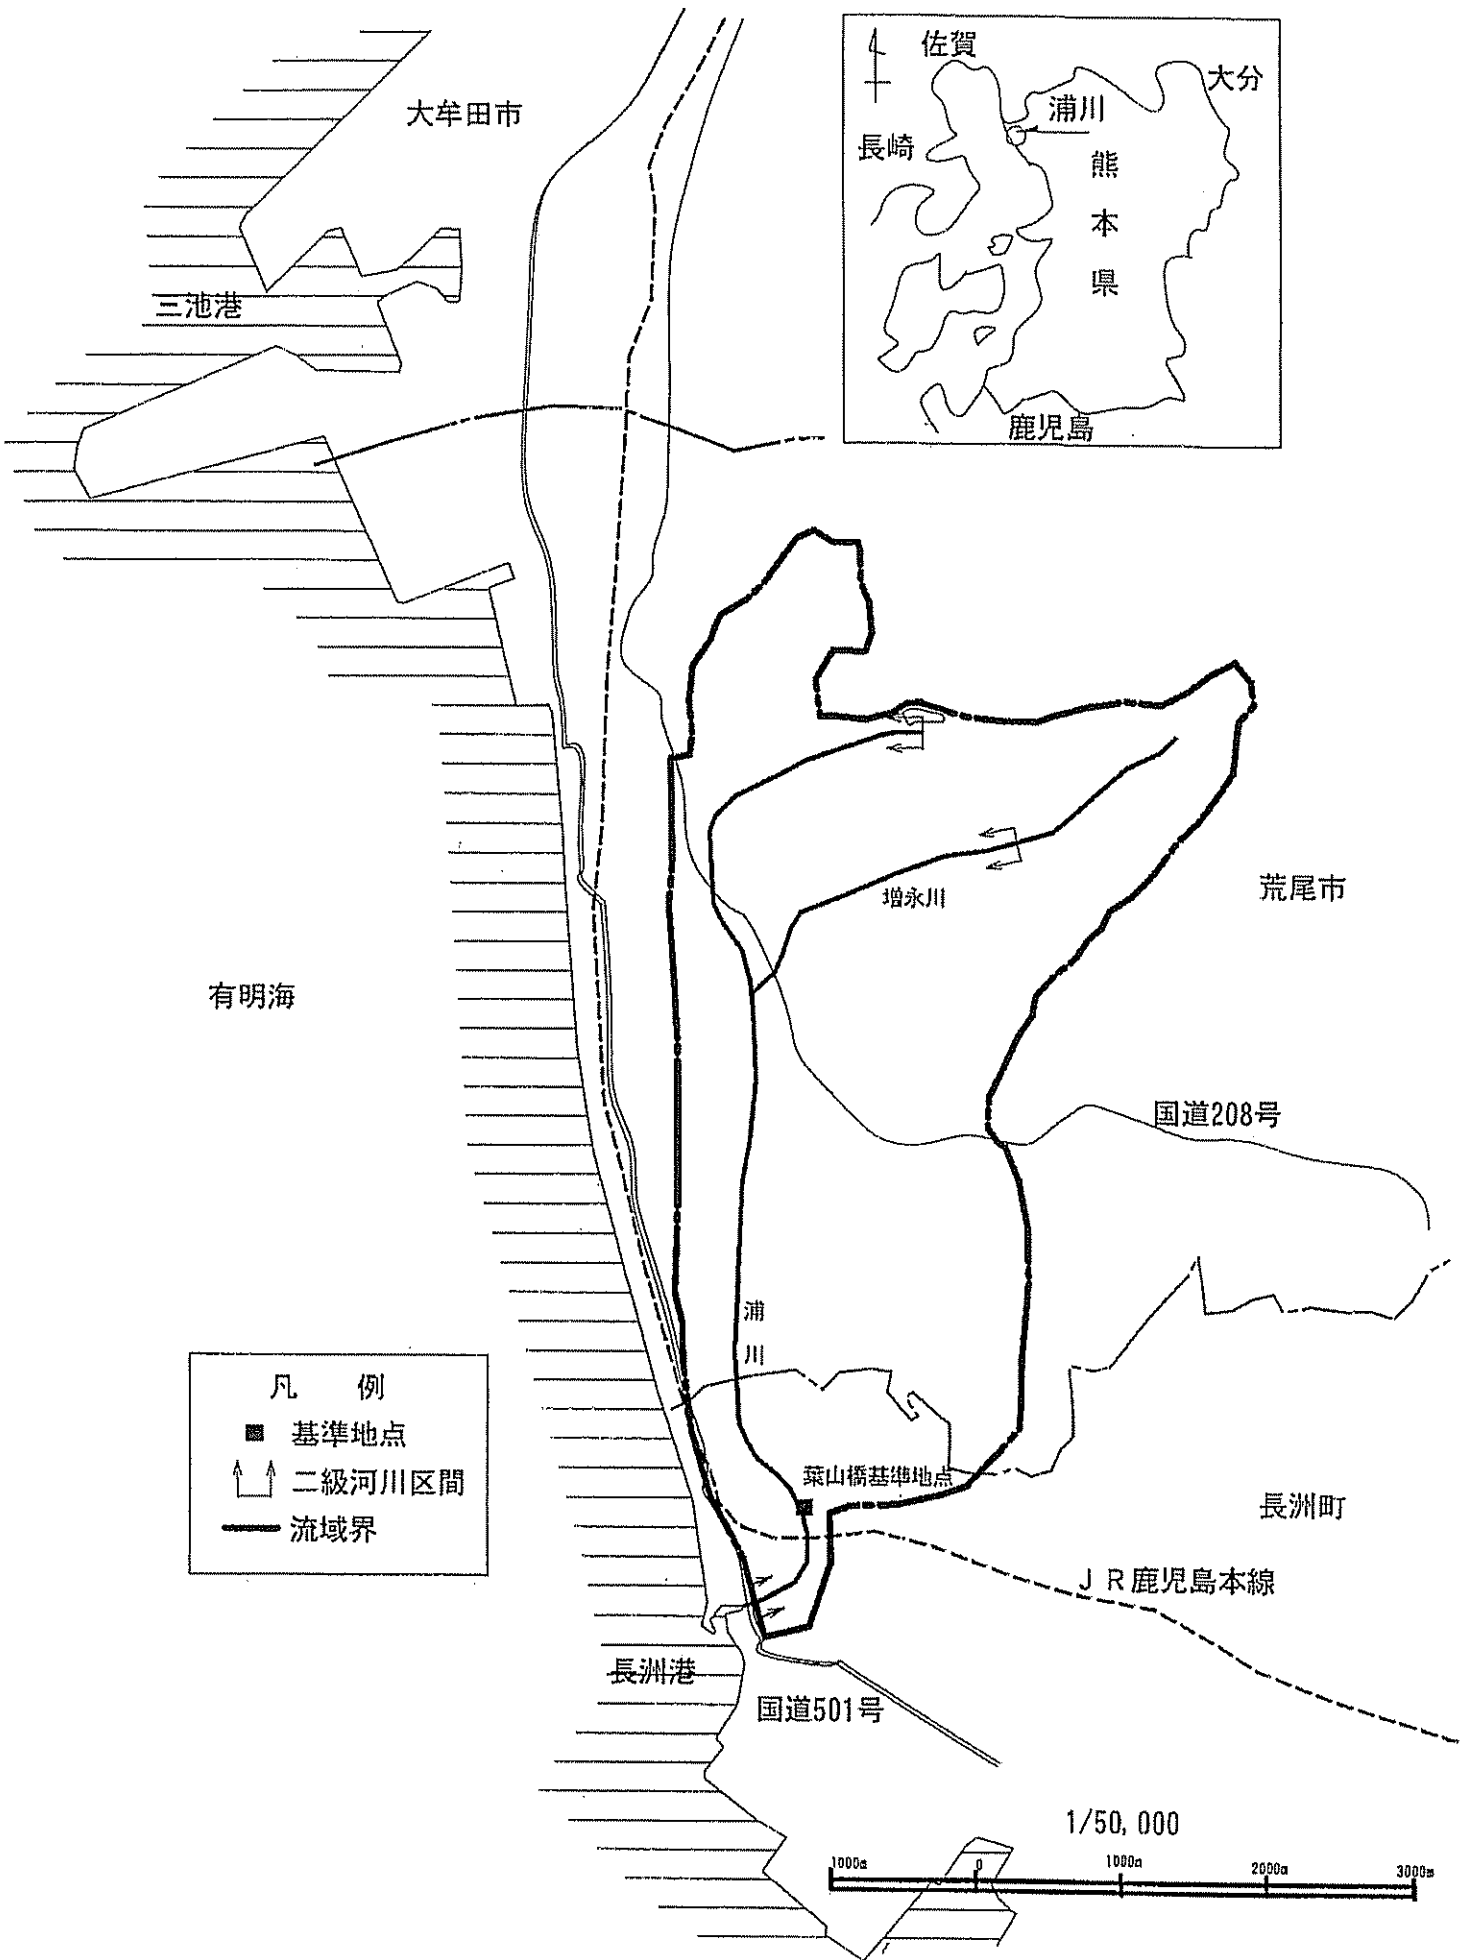 佐賀
大分
浦川
長崎
熊本県
鹿児島
大牟田市
三池港
増永川
荒尾市
有明海
国道208号
浦川
凡 例
基準地点
二級河川区間
流域界
葉山橋基準地点
長洲町
JR鹿児島本線
長洲港
国道501号
1/50,000
1000m 0 1000m 2000m 3000m